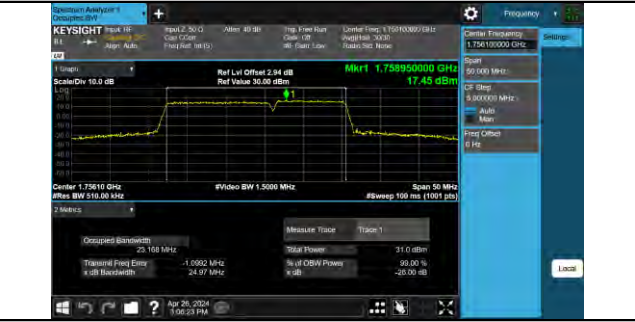 Spectrum Analyzer 1
Occupied BW
+
Frequency
KEYSIGHT Input: RF
Input Z: 50 Ω
Atten: 40 dB
Trig: Free Run
Center Freq: 1.756100000 GHz
Align: Auto
Freq Ref: Int (S)
Gate: Off
#IF Gain: Low
Radio Std: None
1 Graph
Scale/Div 10.0 dB
Ref Lvl Offset 2.94 dB
Ref Value 30.00 dBm
Mkr1 1.758950000 GHz
17.45 dBm
Log
1
Center 1.75610 GHz
#Video BW 1.5000 MHz
Span 50 MHz
#Res BW 510.00 kHz
#Sweep 100 ms (1001 pts)
2 Metrics
Measure Trace
Trace 1
Occupied Bandwidth
23.168 MHz
Total Power
31.0 dBm
Transmit Freq Error
-1.0992 MHz
% of OBW Power
99.00 %
x dB Bandwidth
24.97 MHz
x dB
-26.00 dB
Center Frequency
1.756100000 GHz
Settings
Span
50.000 MHz
CF Step
5.000000 MHz
Auto
Man
Freq Offset
0 Hz
Local
?
Apr 26, 2024
3:06:23 PM